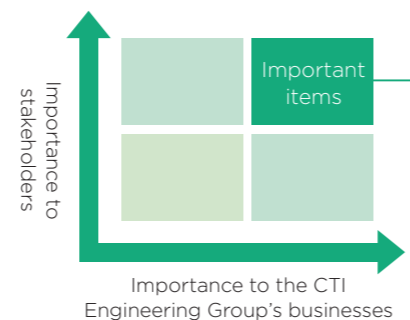 Important
items
Importance to
stakeholders
Importance to the CTI
Engineering Group's businesses